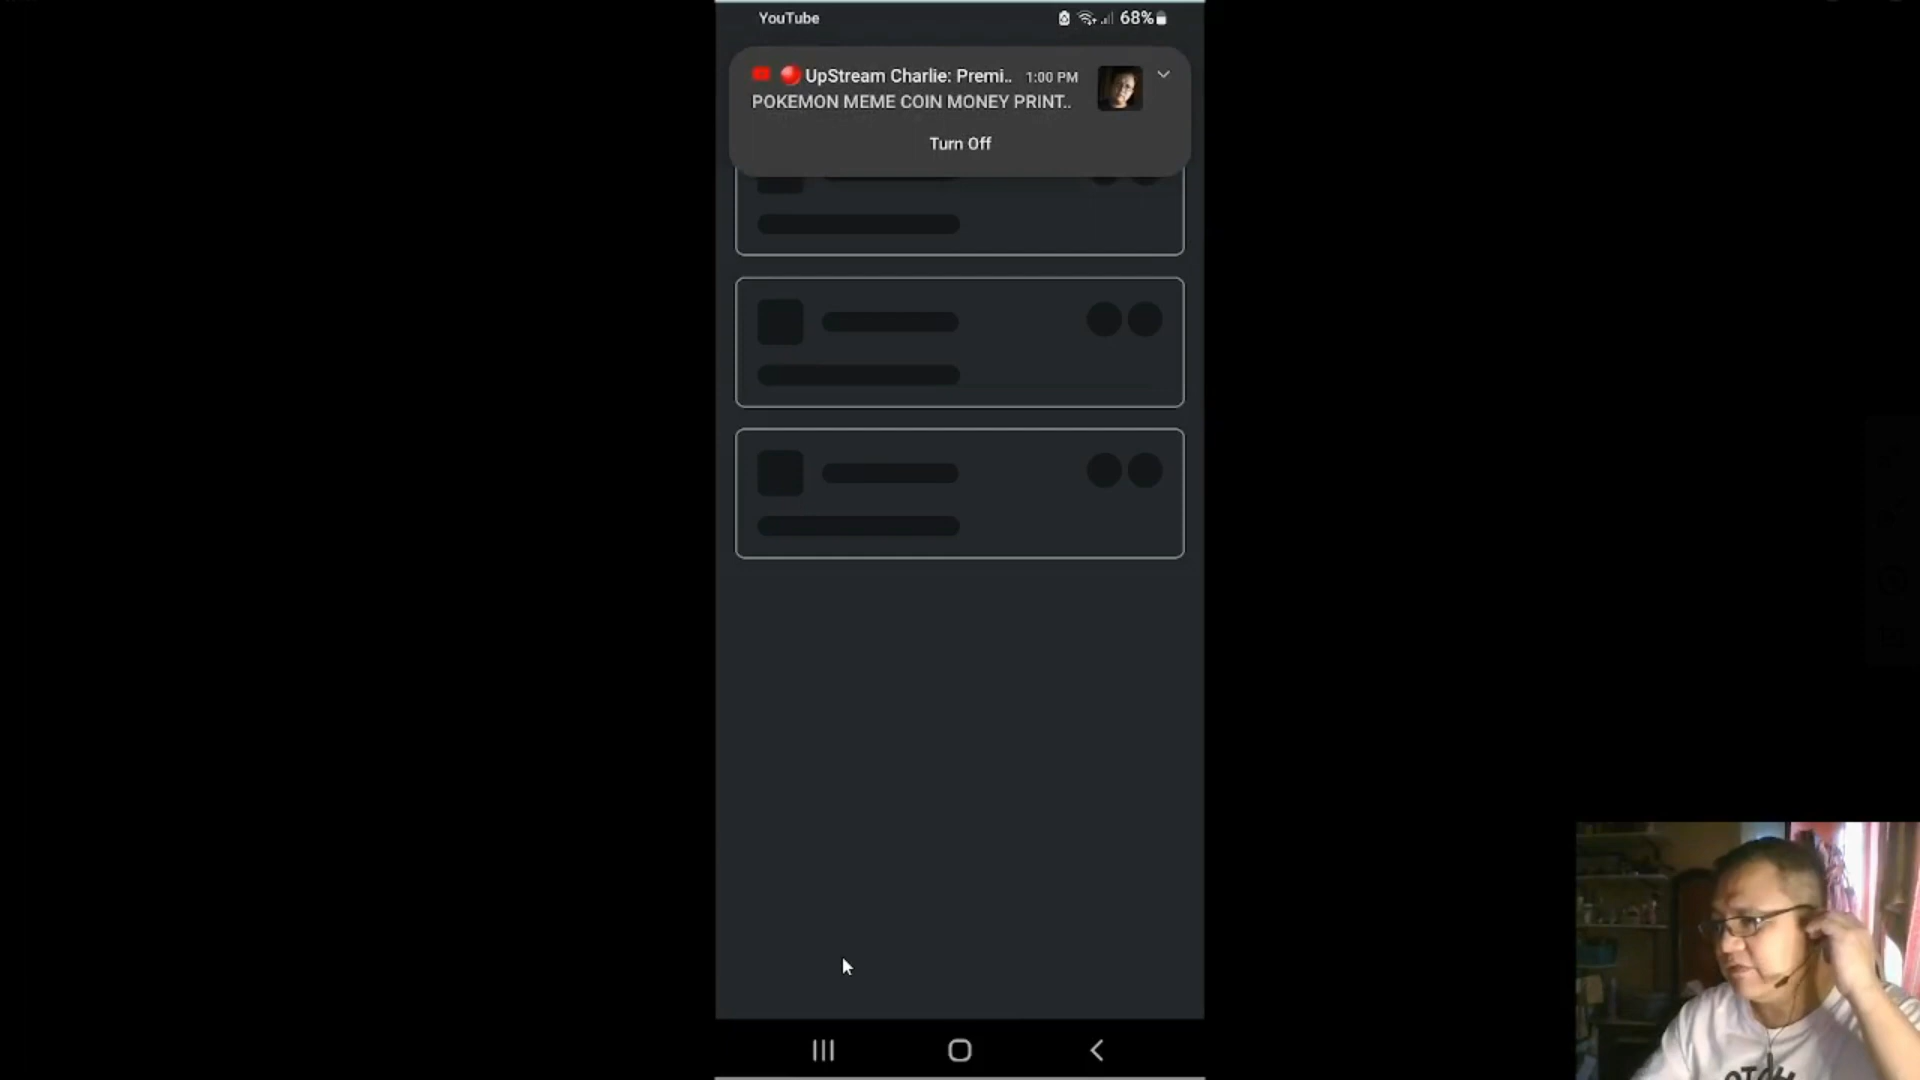 YouTube
68%
UpStream Charlie: Premi.. 1:00 PM
POKEMON MEME COIN MONEY PRINT..
Turn Off